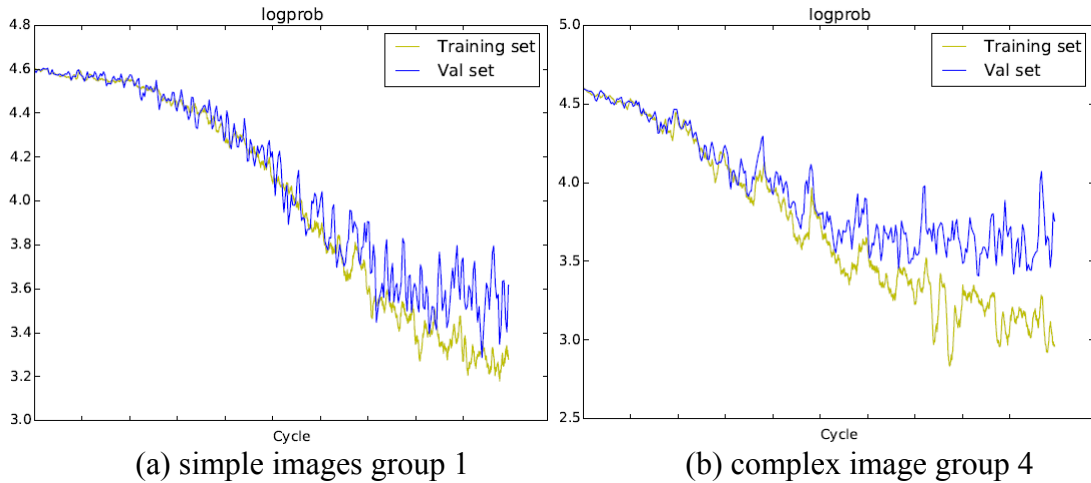 logprob
4.8
4.6
4.4
4.2
4.0
3.8
3.6
3.4
3.2
3.0
Training set
Val set
Cycle
(a) simple images group 1
logprob
5.0
4.5
4.0
3.5
3.0
2.5
Training set
Val set
Cycle
(b) complex image group 4